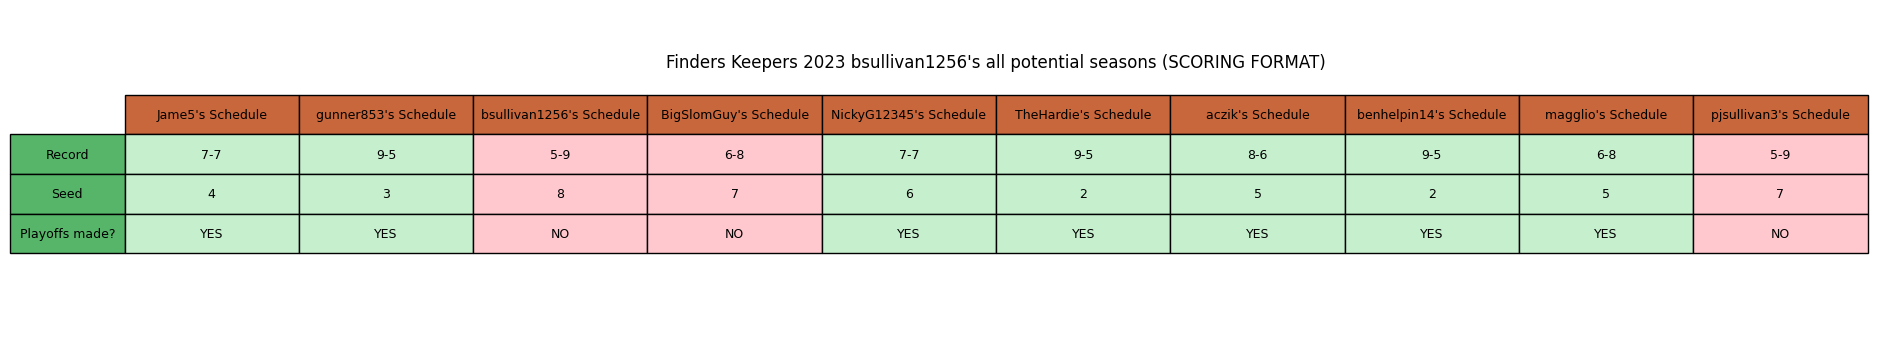 Finders Keepers 2023 bsullivan1256's all potential seasons (SCORING FORMAT)
Jame5's Schedule gunner853's Schedule bsullivan1256's Schedule BigSlomGuy's Schedule NickyG12345's Schedule TheHardie's Schedule aczik's Schedule benhelpin14's Schedule magglio's Schedule pjsullivan3's Schedule
Record 7-7 9-5 5-9 6-8 7-7 9-5 8-6 9-5 6-8 5-9
Seed 4 3 8 7 6 2 5 2 5 7
Playoffs made? YES YES NO NO YES YES YES YES YES NO